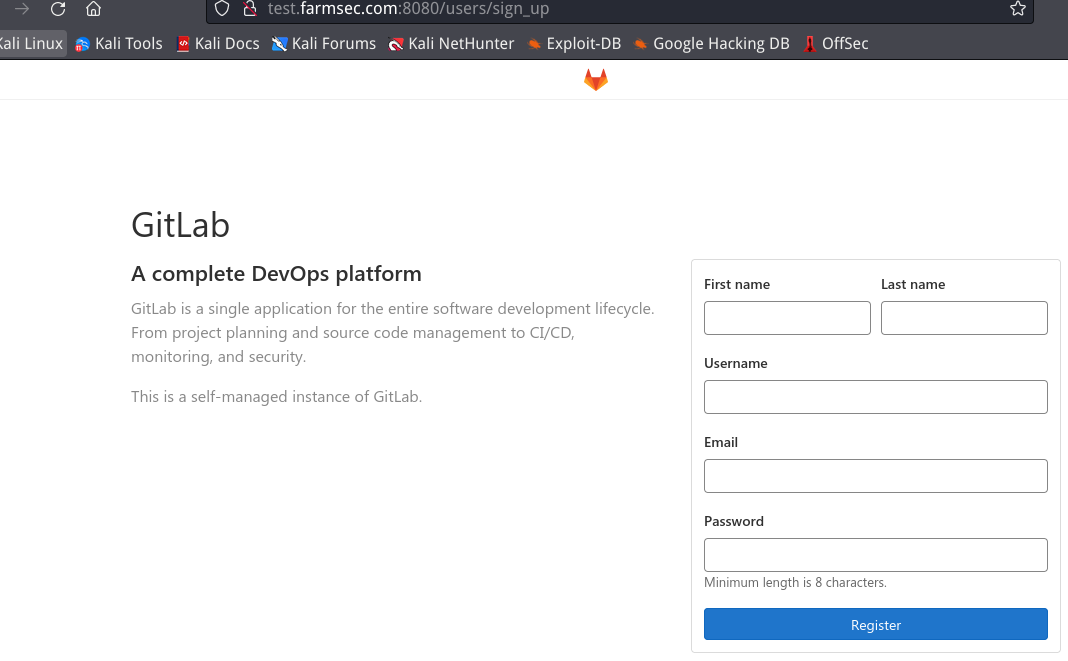 test.farmsec.com:8080/users/sign_up
Kali Linux Kali Tools Kali Docs Kali Forums Kali NetHunter Exploit-DB Google Hacking DB OffSec
GitLab
A complete DevOps platform
GitLab is a single application for the entire software development lifecycle.
From project planning and source code management to CI/CD,
monitoring, and security.
This is a self-managed instance of GitLab.
First name Last name
Username
Email
Password
Minimum length is 8 characters.
Register